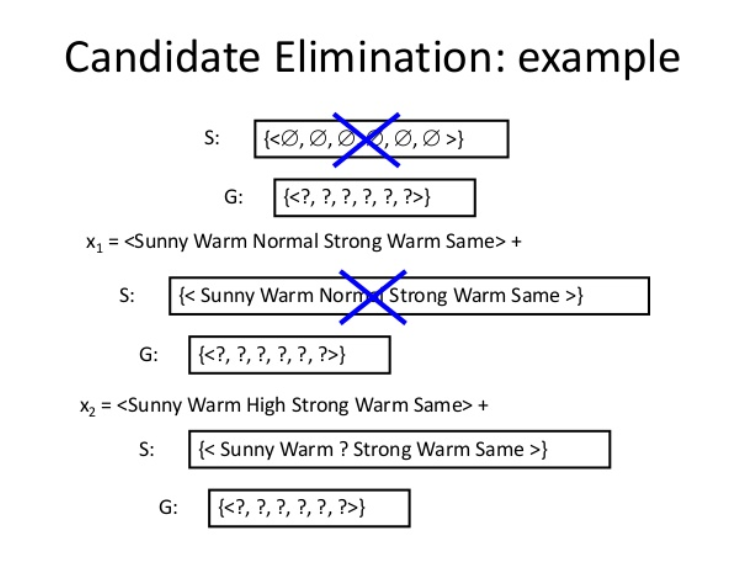 Candidate Elimination: example
S: {<∅, ∅, ∅, ∅, ∅, ∅ >}
G: {<?, ?, ?, ?, ?, ?>}
x₁ = <Sunny Warm Normal Strong Warm Same> +
S: {< Sunny Warm Normal Strong Warm Same >}
G: {<?, ?, ?, ?, ?, ?>}
x₂ = <Sunny Warm High Strong Warm Same> +
S: {< Sunny Warm ? Strong Warm Same >}
G: {<?, ?, ?, ?, ?, ?>}